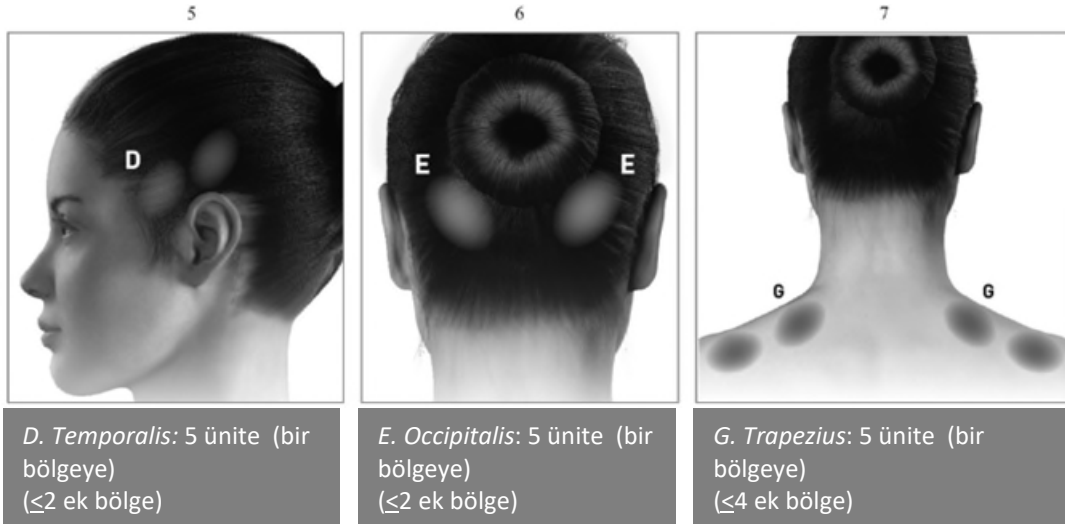 5
6
7
D
E
E
G
G
D. Temporalis: 5 ünite (bir
bölgeye)
(≤2 ek bölge)
E. Occipitalis: 5 ünite (bir
bölgeye)
(≤2 ek bölge)
G. Trapezius: 5 ünite (bir
bölgeye)
(≤4 ek bölge)